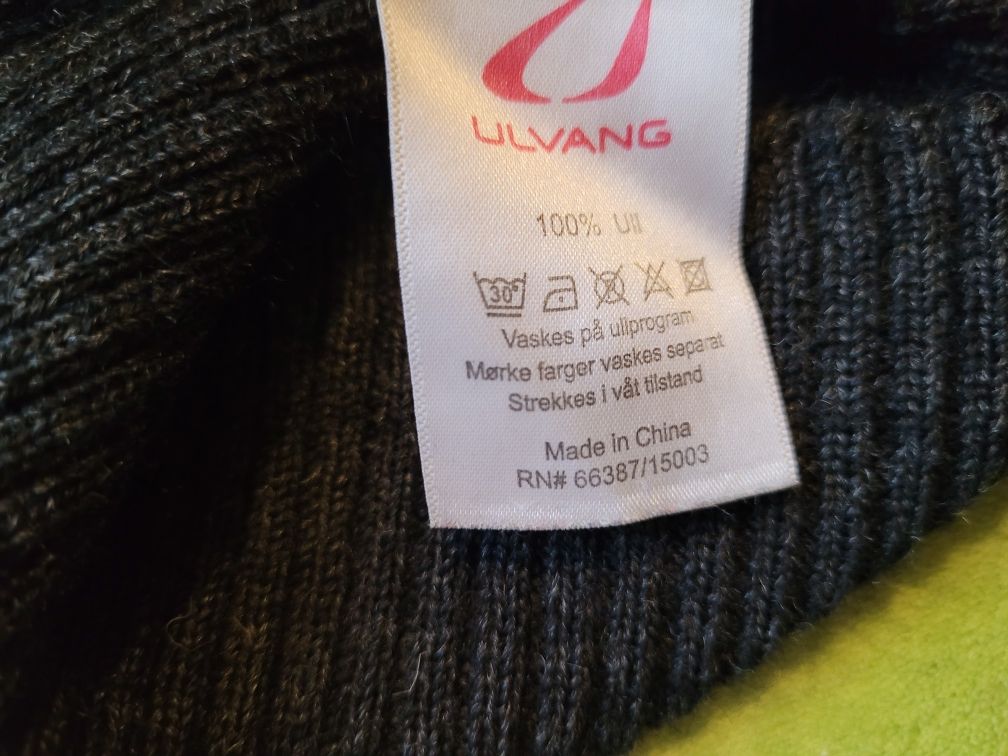 ULVANG
100% Ull
30°
Vaskes på ullprogram
Mørke farger vaskes separat
Strekkes i våt tilstand
Made in China
RN# 66387/15003